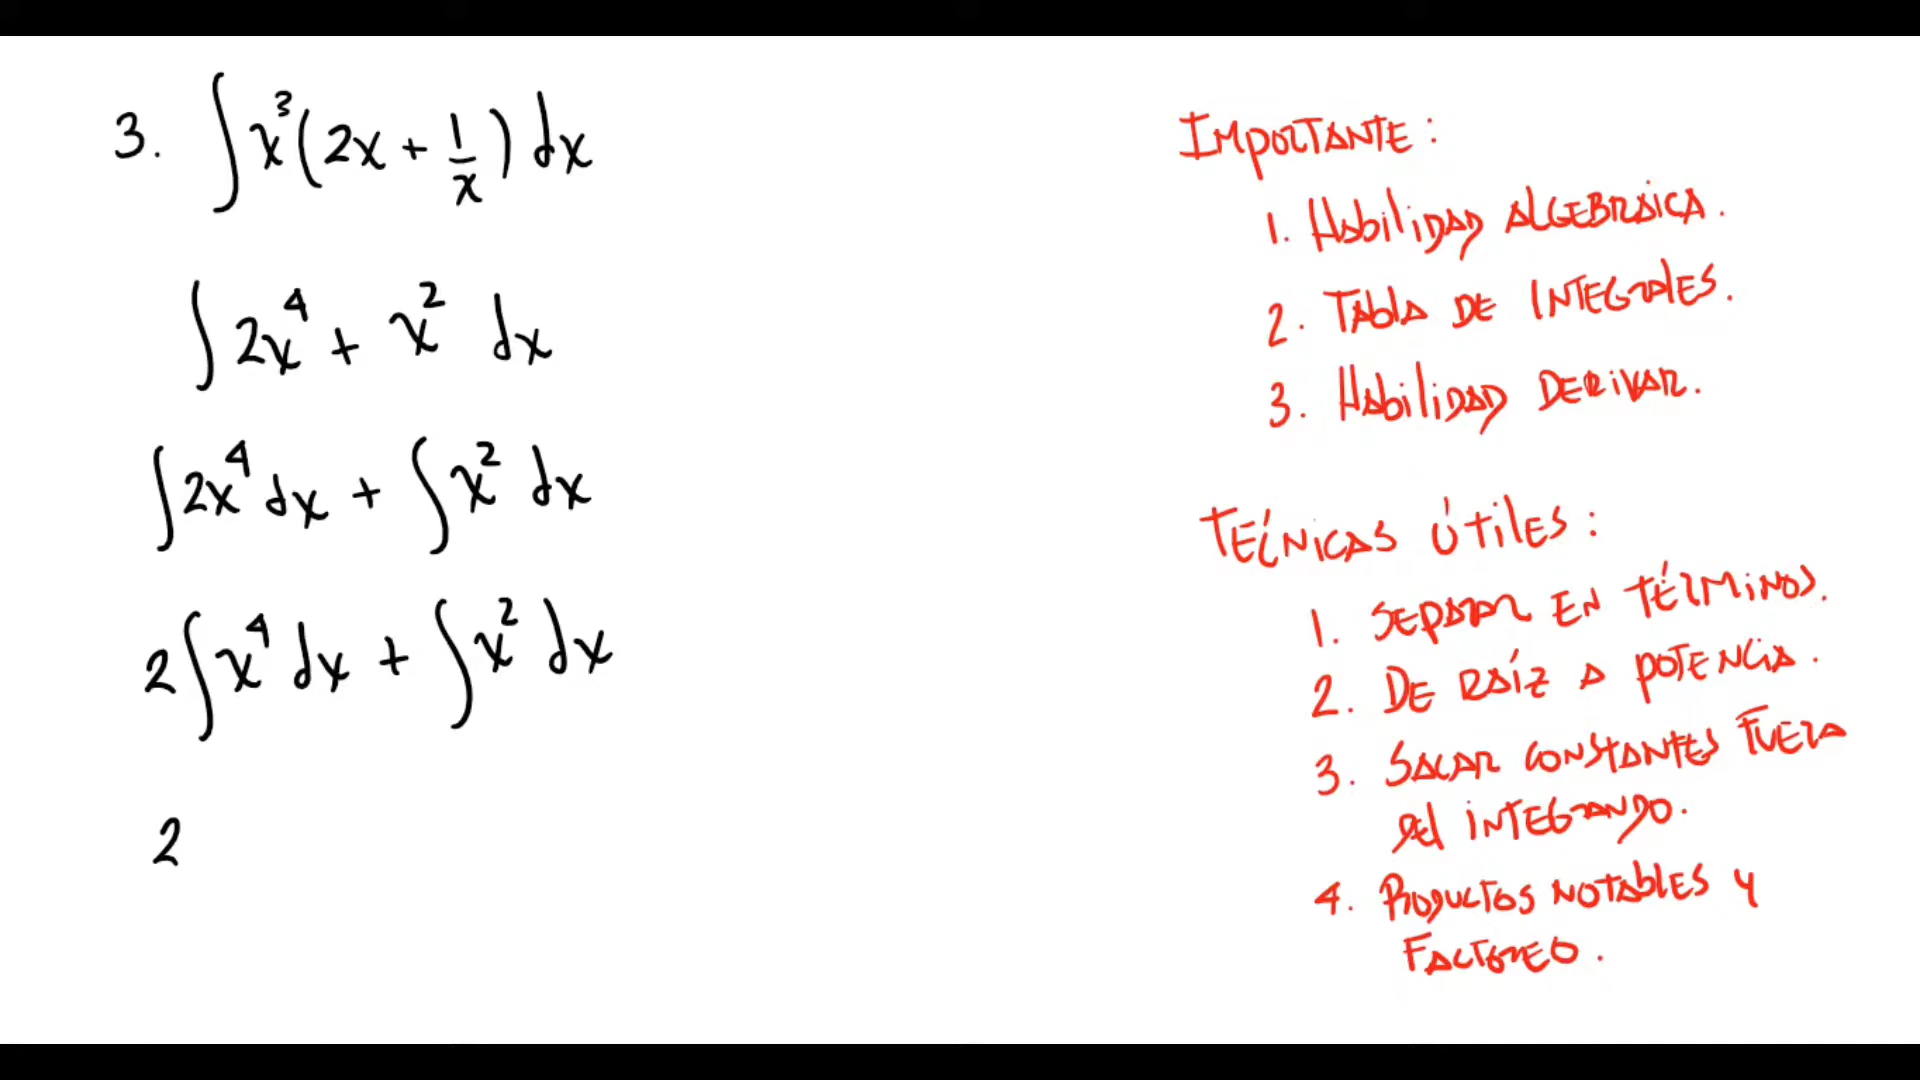 3. ∫x³(2x + 1/x) dx
∫2x⁴ + x² dx
∫2x⁴ dx + ∫x² dx
2∫x⁴ dx + ∫x² dx
2
IMPORTANTE:
1. HABILIDAD ALGEBRAICA.
2. TABLA DE INTEGRALES.
3. HABILIDAD DERIVAR.
TÉCNICAS ÚTILES:
1. SEPARAR EN TÉRMINOS.
2. DE RAÍZ A POTENCIA.
3. SACAR CONSTANTES FUERA
DEL INTEGRANDO.
4. PRODUCTOS NOTABLES Y
FACTOREO.